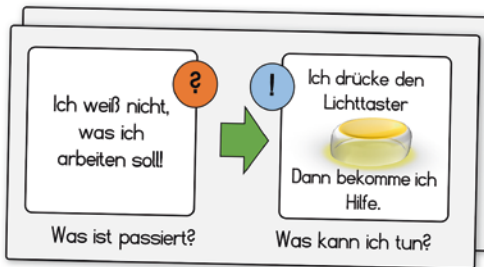 ?
Ich weiß nicht,
was ich
arbeiten soll!
Was ist passiert?
!
Ich drücke den
Lichttaster
Dann bekomme ich
Hilfe.
Was kann ich tun?